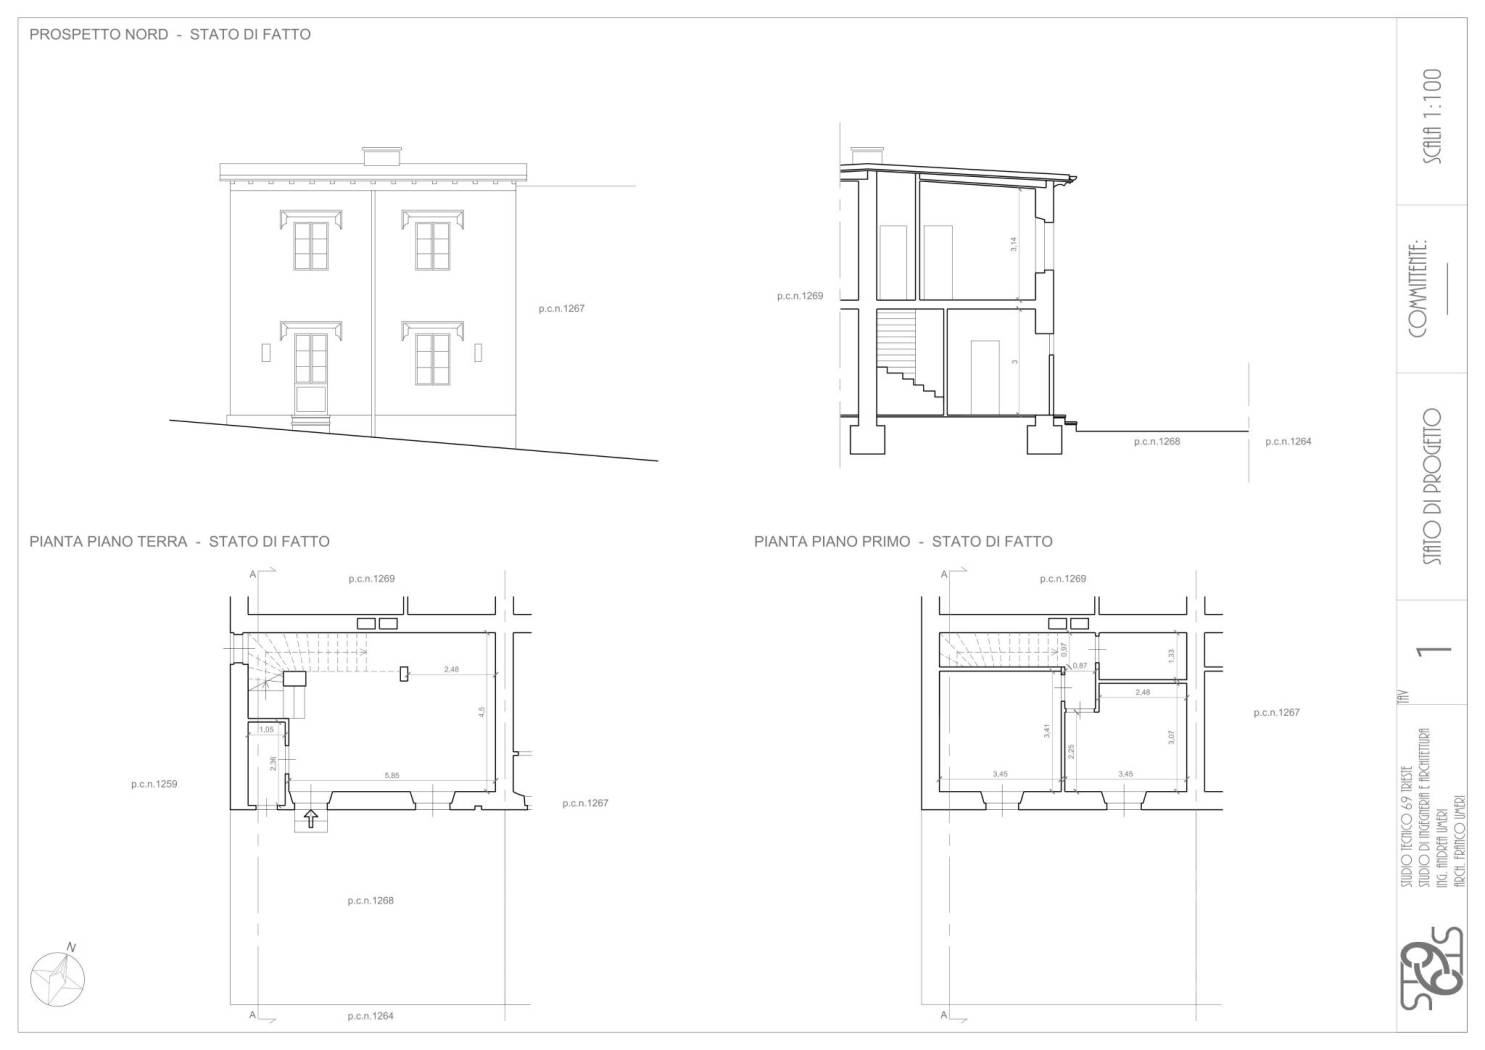 PROSPETTO NORD - STATO DI FATTO
p.c.n.1267
p.c.n.1269
3,14
3
p.c.n.1268
p.c.n.1264
PIANTA PIANO TERRA - STATO DI FATTO
A
p.c.n.1269
2,48
4,5
1,05
2,36
5,85
p.c.n.1259
p.c.n.1267
p.c.n.1268
N
A
p.c.n.1264
PIANTA PIANO PRIMO - STATO DI FATTO
A
p.c.n.1269
0,97
1,33
0,87
2,48
3,41
2,25
3,07
3,45
3,45
p.c.n.1267
A
SCALA 1:100
COMMITTENTE:
STATO DI PROGETTO
1
TAV
STUDIO TECNICO 69 TRIESTE
STUDIO DI INGEGNERIA E ARCHITETTURA
ING. ANDREA UMERI
ARCH. FRANCO UMERI
ST69TS